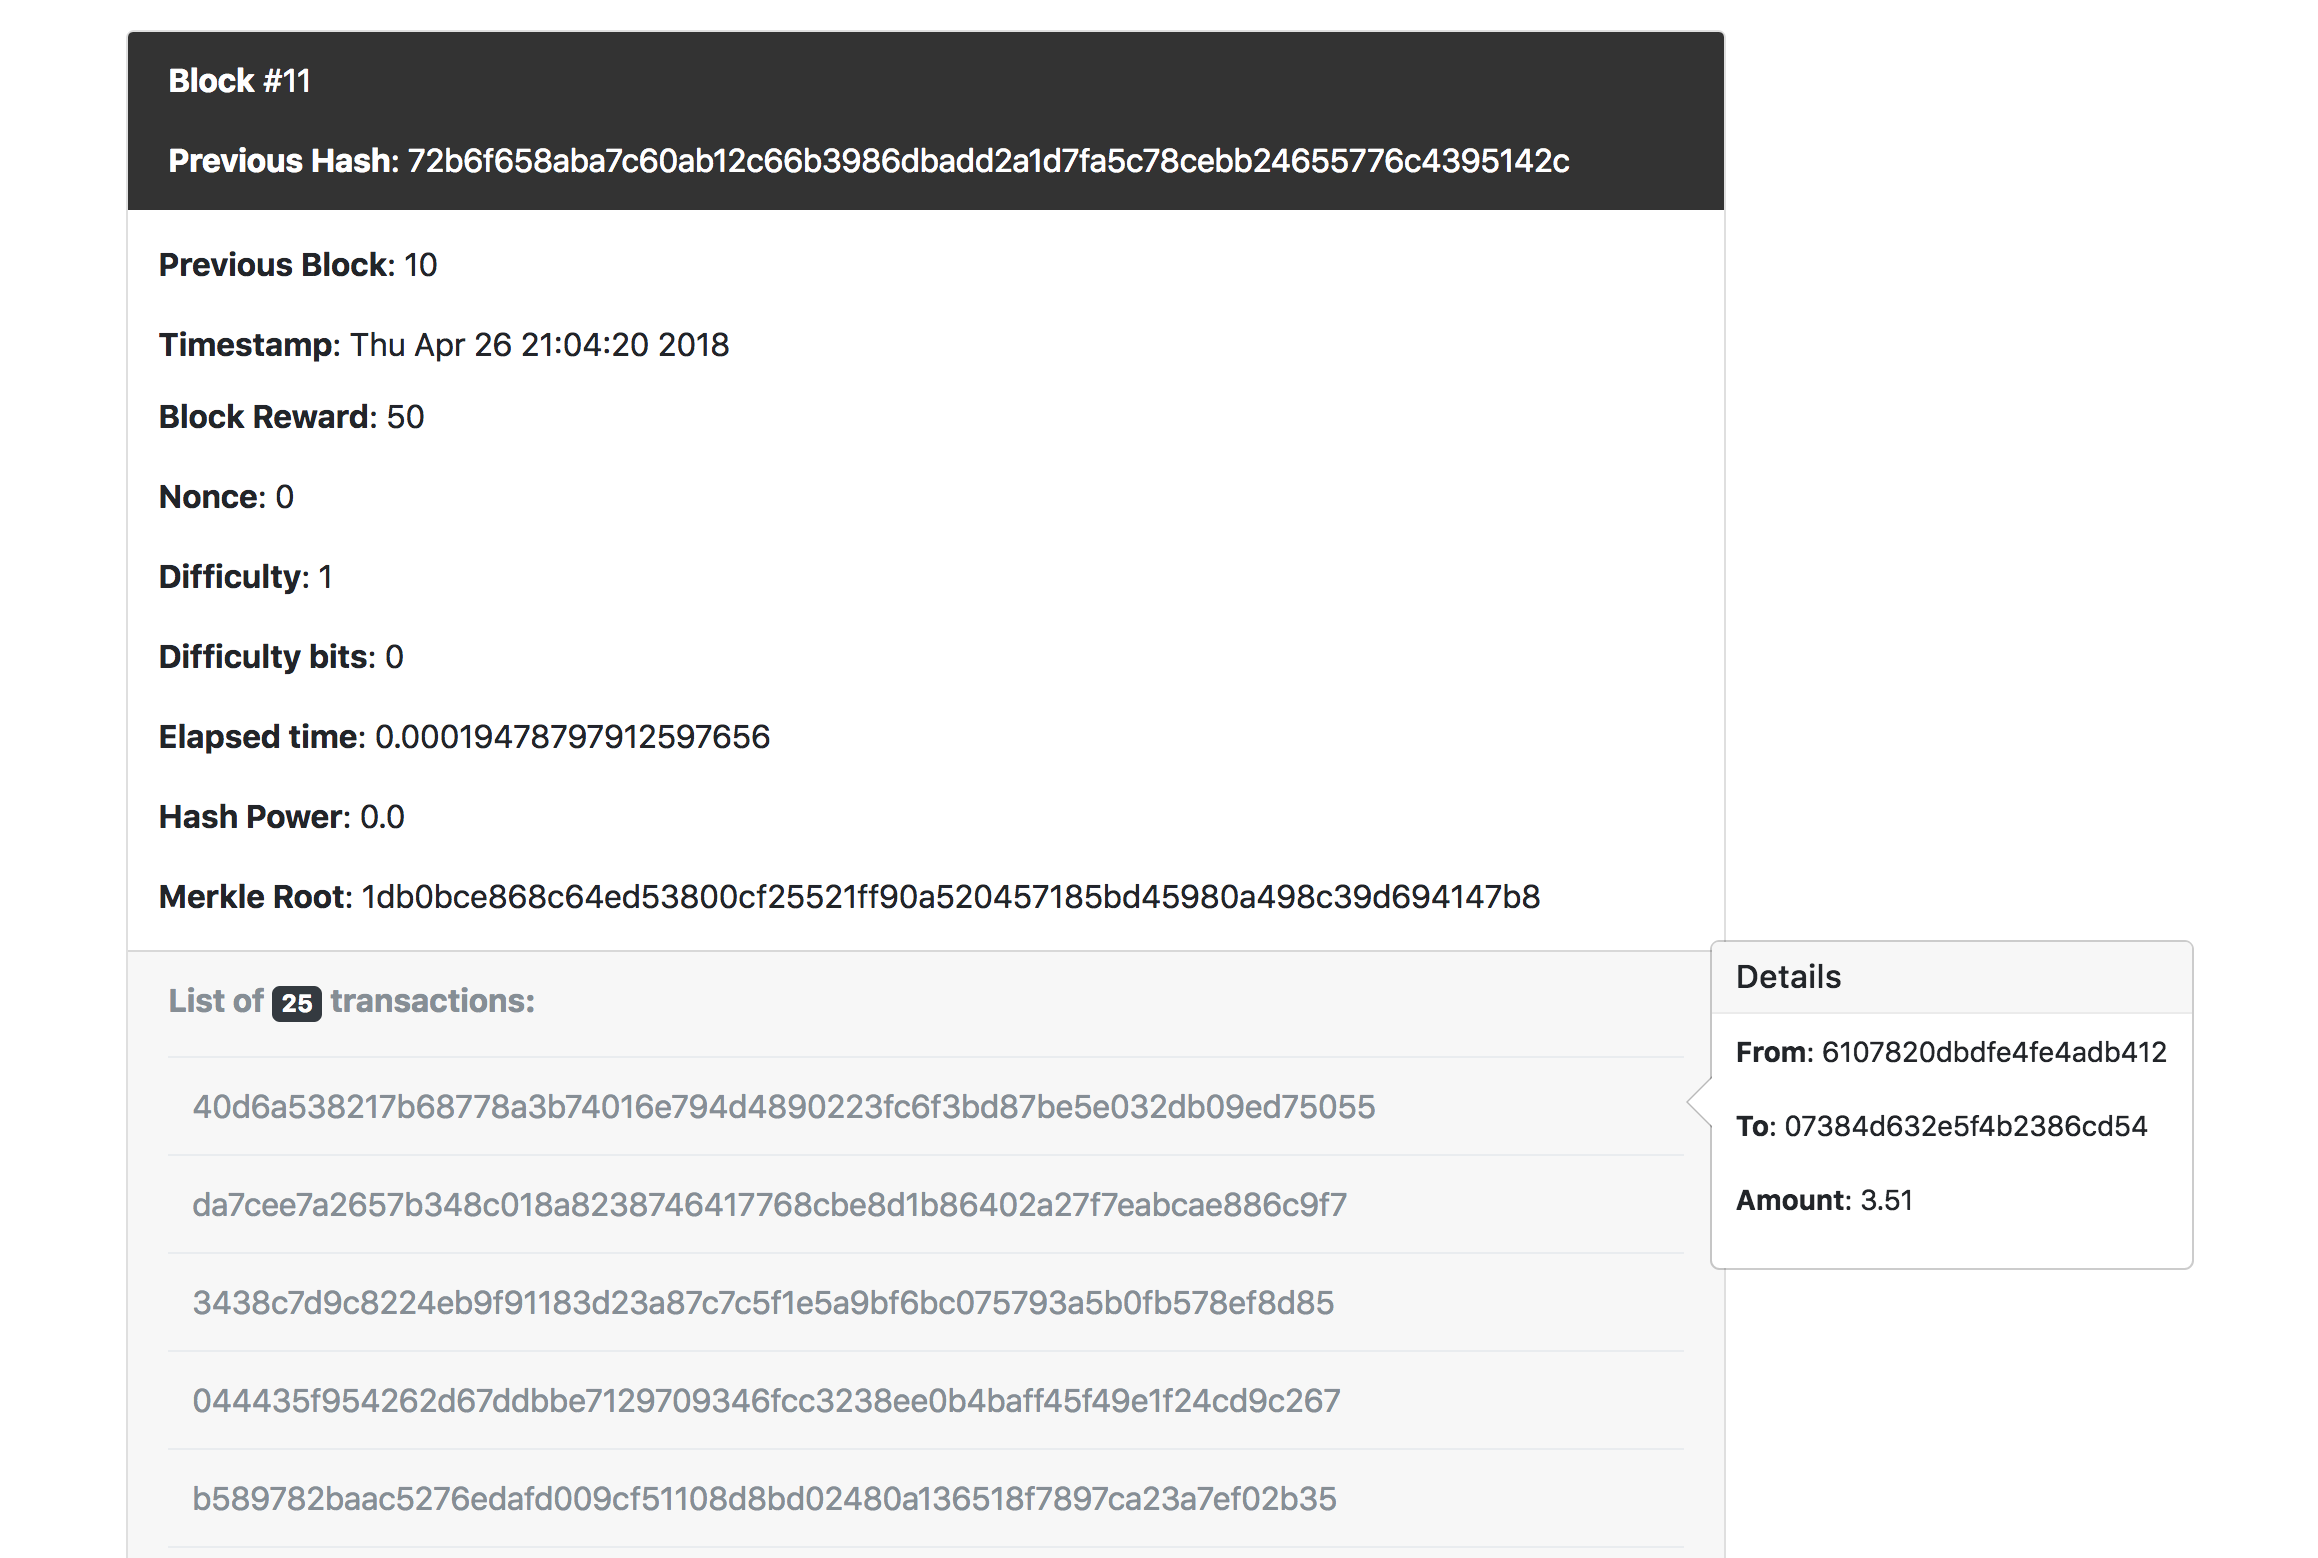 Block #11
Previous Hash: 72b6f658aba7c60ab12c66b3986dbadd2a1d7fa5c78cebb24655776c4395142c
Previous Block: 10
Timestamp: Thu Apr 26 21:04:20 2018
Block Reward: 50
Nonce: 0
Difficulty: 1
Difficulty bits: 0
Elapsed time: 0.00019478797912597656
Hash Power: 0.0
Merkle Root: 1db0bce868c64ed53800cf25521ff90a520457185bd45980a498c39d694147b8
List of 25 transactions:
40d6a538217b68778a3b74016e794d4890223fc6f3bd87be5e032db09ed75055
da7cee7a2657b348c018a8238746417768cbe8d1b86402a27f7eabcae886c9f7
3438c7d9c8224eb9f91183d23a87c7c5f1e5a9bf6bc075793a5b0fb578ef8d85
044435f954262d67ddbbe7129709346fcc3238ee0b4baff45f49e1f24cd9c267
b589782baac5276edafd009cf51108d8bd02480a136518f7897ca23a7ef02b35
Details
From: 6107820dbdfe4fe4adb412
To: 07384d632e5f4b2386cd54
Amount: 3.51